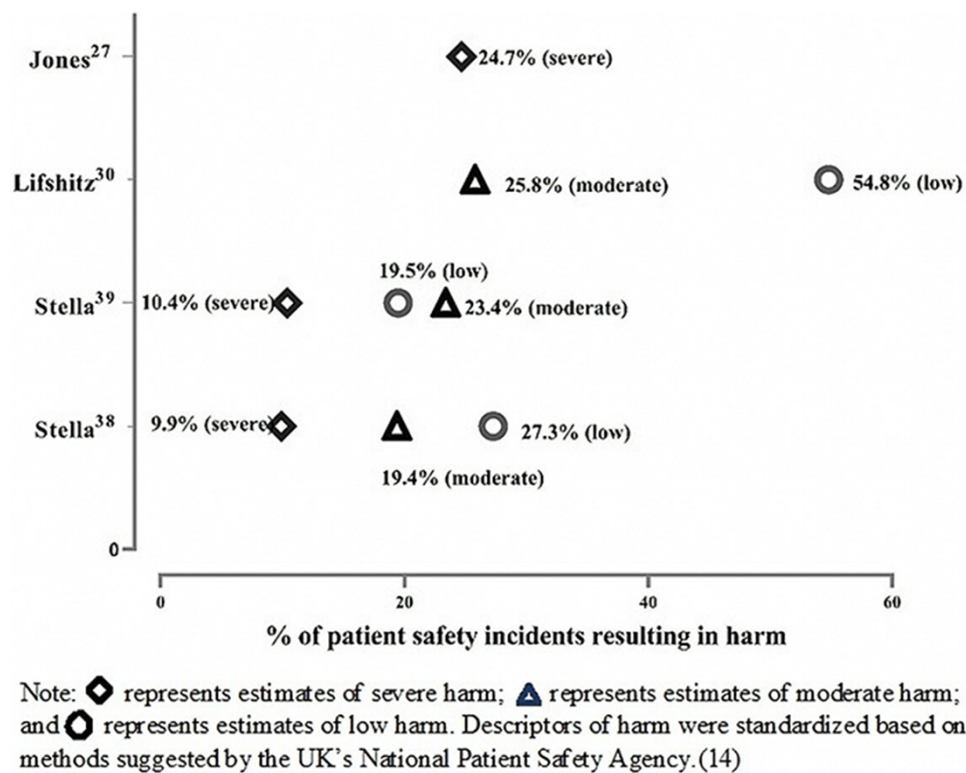 Jones27 24.7% (severe)
Lifshitz30 25.8% (moderate) 54.8% (low)
19.5% (low)
Stella39 10.4% (severe) 23.4% (moderate)
Stella38 9.9% (severe) 27.3% (low)
19.4% (moderate)
0
0 20 40 60
% of patient safety incidents resulting in harm
Note: represents estimates of severe harm; represents estimates of moderate harm;
and represents estimates of low harm. Descriptors of harm were standardized based on
methods suggested by the UK's National Patient Safety Agency.(14)